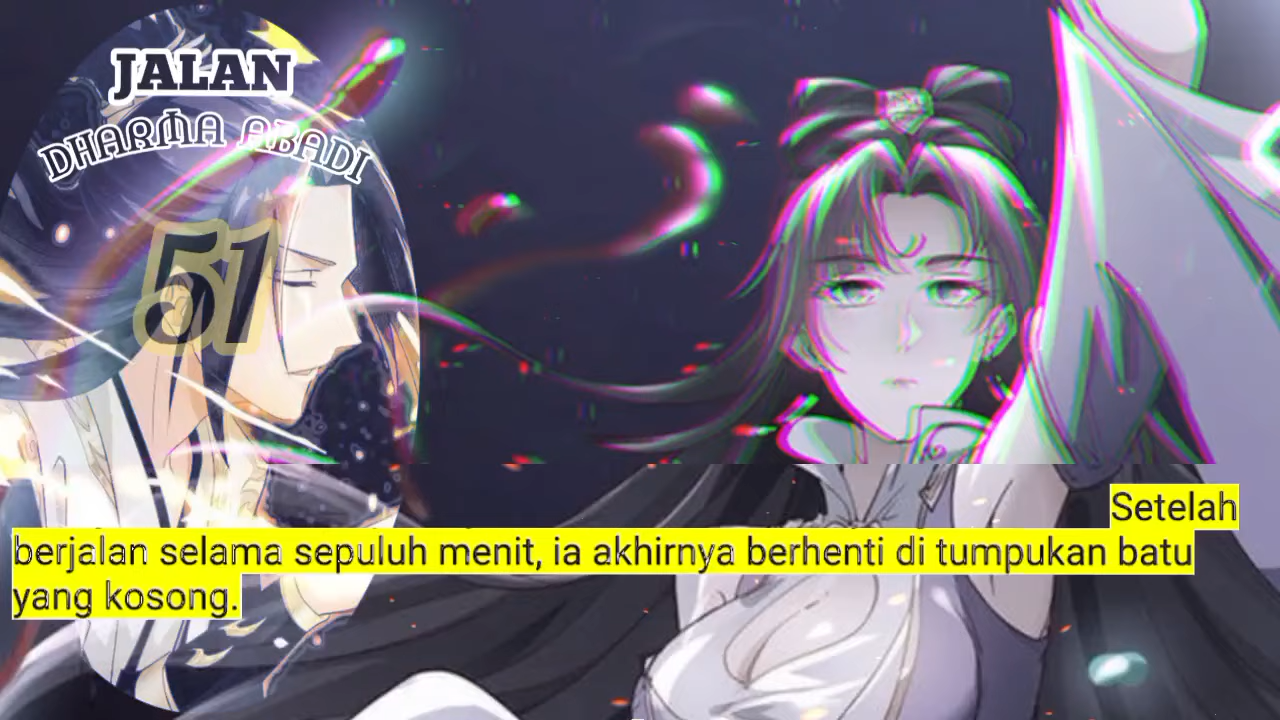 JALAN
DHARMA ABADI
51
Setelah
berjalan selama sepuluh menit, ia akhirnya berhenti di tumpukan batu
yang kosong.